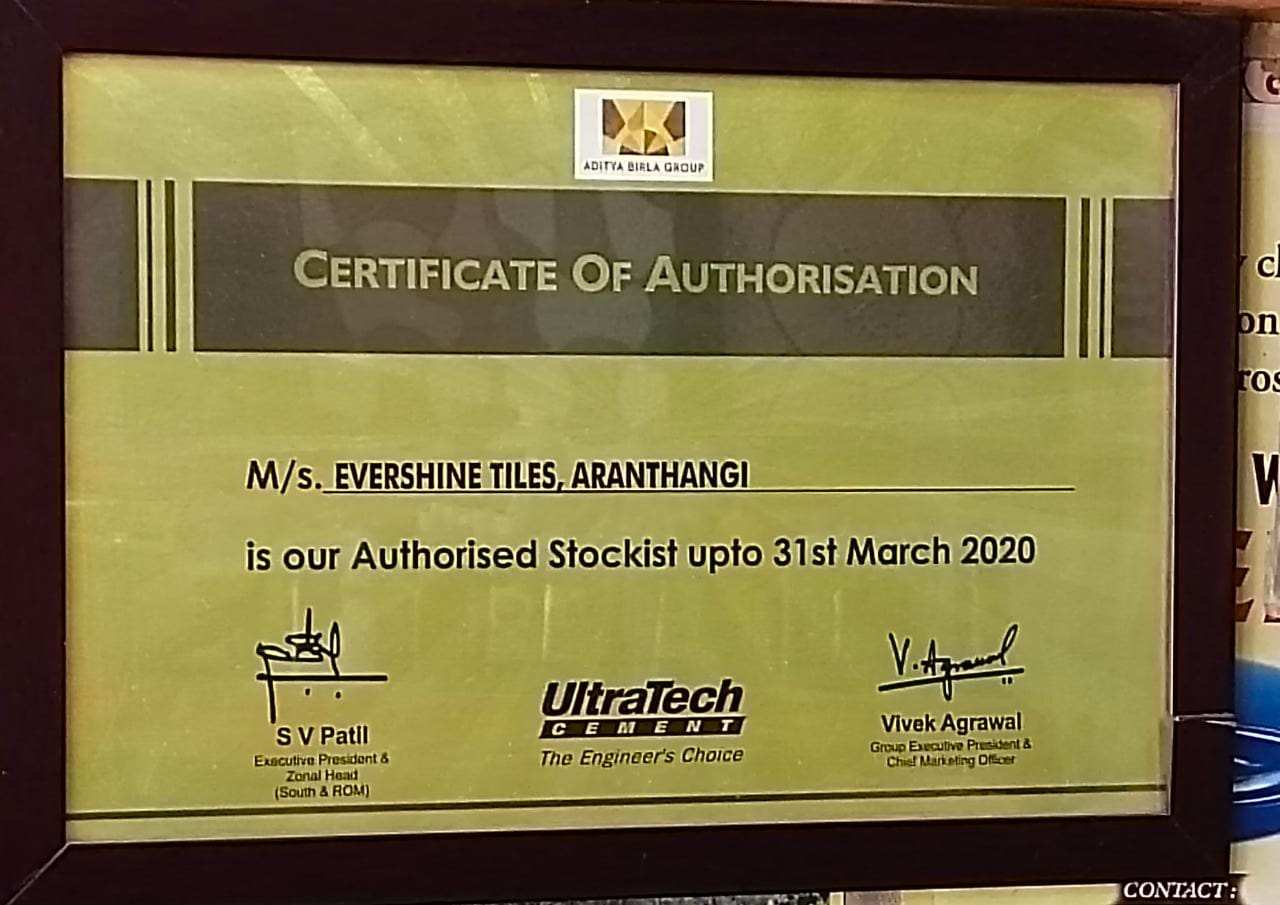 ADITYA BIRLA GROUP
CERTIFICATE OF AUTHORISATION
M/s. EVERSHINE TILES, ARANTHANGI
is our Authorised Stockist upto 31st March 2020
S V Patil
Executive President &
Zonal Head
(South & ROM)
UltraTech
CEMENT
The Engineer's Choice
V. Agrawal
Vivek Agrawal
Group Executive President &
Chief Marketing Officer
CONTACT: